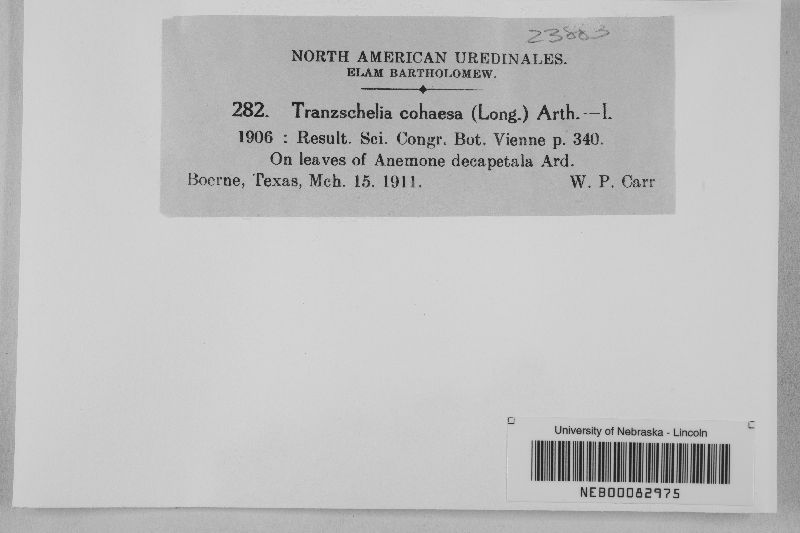 23883
NORTH AMERICAN UREDINALES.
ELAM BARTHOLOMEW.
282. Tranzschelia cohaesa (Long.) Arth.—I.
1906 : Result. Sci. Congr. Bot. Vienne p. 340.
On leaves of Anemone decapetala Ard.
Boerne, Texas, Mch. 15. 1911. W. P. Carr
University of Nebraska - Lincoln
NEB00082975